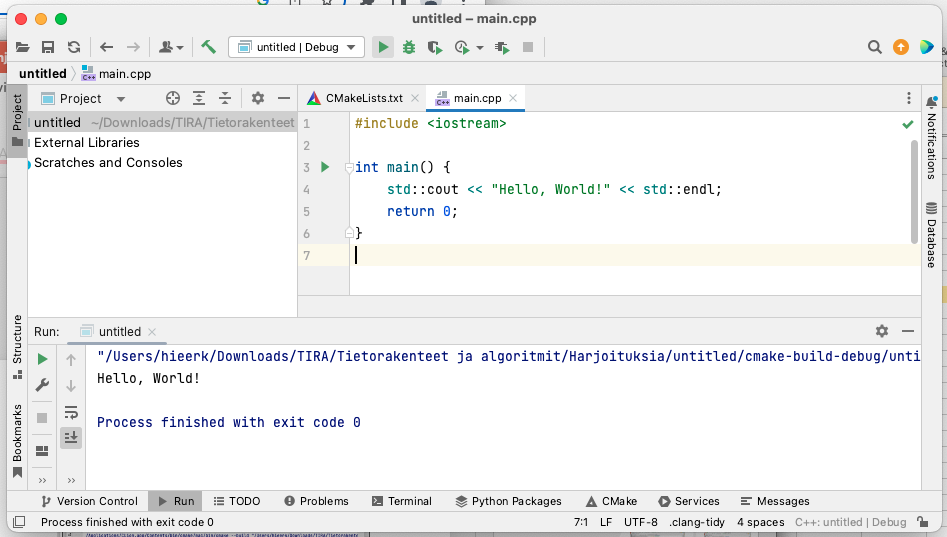 untitled – main.cpp
untitled | Debug
untitled
main.cpp
Project
Project
CMakeLists.txt
main.cpp
untitled ~/Downloads/TIRA/Tietorakenteet
External Libraries
Scratches and Consoles
1 #include <iostream>
2
3 int main() {
4 std::cout << "Hello, World!" << std::endl;
5 return 0;
6 }
7
Notifications
Database
Structure
Bookmarks
Run: untitled
"/Users/hieerk/Downloads/TIRA/Tietorakenteet ja algoritmit/Harjoituksia/untitled/cmake-build-debug/unti
Hello, World!
Process finished with exit code 0
Version Control Run TODO Problems Terminal Python Packages CMake Services Messages
Process finished with exit code 0 7:1 LF UTF-8 .clang-tidy 4 spaces C++: untitled | Debug